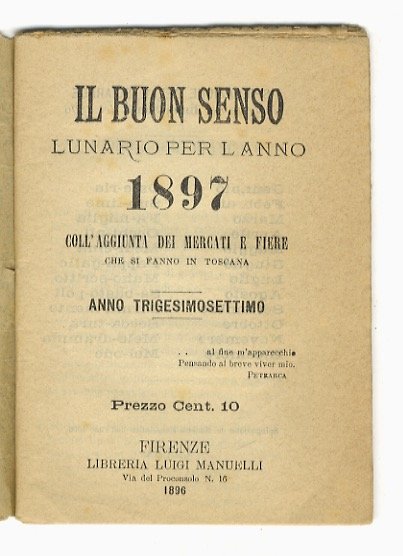 IL BUON SENSO
LUNARIO PER L'ANNO
1897
COLL'AGGIUNTA DEI MERCATI E FIERE
CHE SI FANNO IN TOSCANA
ANNO TRIGESIMOSETTIMO
. . al fine m'apparecchio
Pensando al breve viver mio.
PETRARCA
Prezzo Cent. 10
FIRENZE
LIBRERIA LUIGI MANUELLI
Via del Proconsolo N. 16
1896